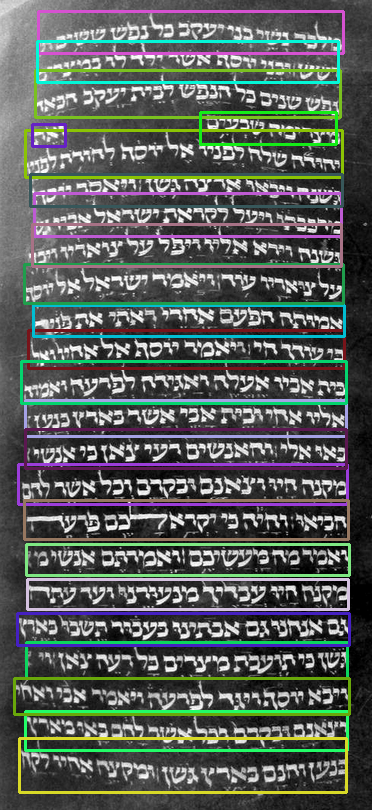 מלבד נשי בני יעקב כל נפש ששים
ושש ובני יוסף אשר ילד לו במצרים
נפש שנים כל הנפש לבית יעקב הבאה
מצרימה שבעים ואת
יהודה שלח לפניו אל יוסף להורת לפניו
גשנה ויבאו ארצה גשן ויאסר יוסף
מרכבתו ויעל לקראת ישראל אביו
גשנה וירא אליו ויפל על צואריו ויבך
על צואריו עוד ויאמר ישראל אל יוסף
אמותה הפעם אחרי ראותי את פניך
כי עודך חי ויאמר יוסף אל אחיו ואל
בית אביו אעלה ואגידה לפרעה ואמרה
אליו אחי ובית אבי אשר בארץ כנען
באו אלי והאנשים רעי צאן כי אנשי
מקנה היו וצאנם ובקרם וכל אשר להם
הביאו והיה כי יקרא לכם פרעה
ואמר מה מעשיכם ואמרתם אנשי
מקנה היו עבדיך מנעורינו ועד עתה
גם אנחנו גם אבתינו בעבור תשבו בארץ
גשן כי תועבת מצרים כל רעה צאן
ויבא יוסף ויגד לפרעה ויאמר אבי ואחי
וצאנם ובקרם וכל אשר להם באו מארץ
כנען והנם בארץ גשן ומקצה אחיו לקח